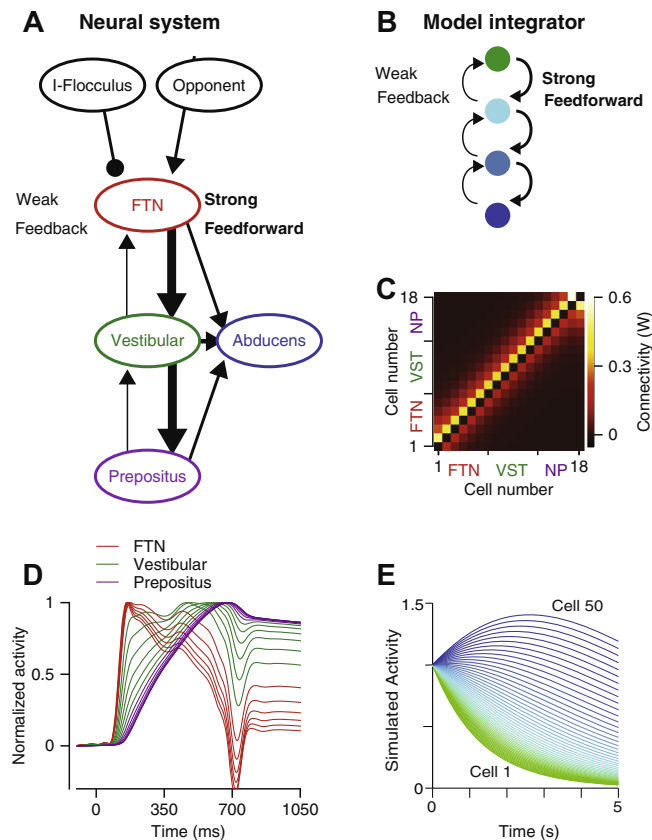 A Neural system
I-Flocculus
Opponent
Weak
Feedback
FTN
Strong
Feedforward
Vestibular
Abducens
Prepositus
B Model integrator
Weak
Feedback
Strong
Feedforward
C
18
1
Cell number
FTN VST NP
1 18
FTN VST NP
Cell number
0.6
0.3
0
Connectivity (W)
D
FTN
Vestibular
Prepositus
1
0.5
0
Normalized activity
0 350 700 1050
Time (ms)
E
1.5
0
Simulated Activity
Cell 50
Cell 1
0 5
Time (s)